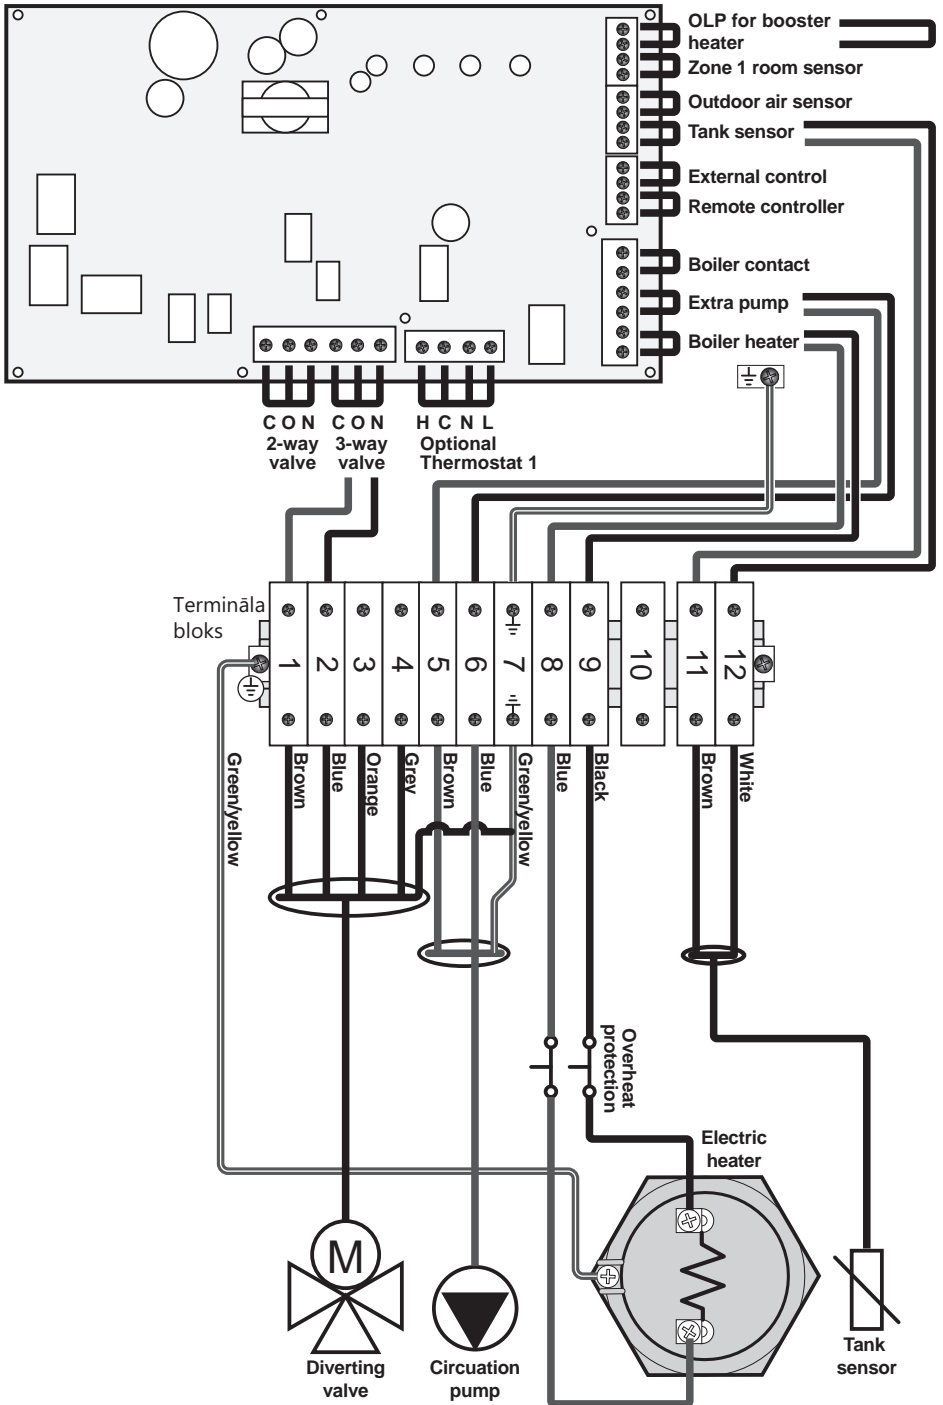 OLP for booster
heater
Zone 1 room sensor
Outdoor air sensor
Tank sensor
External control
Remote controller
Boiler contact
Extra pump
Boiler heater
C O N C O N H C N L
2-way
valve
3-way
valve
Optional
Thermostat 1
Termināla
bloks
1 2 3 4 5 6 7 8 9 10 11 12
Green/yellow
Brown
Blue
Orange
Grey
Brown
Blue
Green/yellow
Blue
Black
Brown
White
Overheat
protection
Electric
heater
M
Diverting
valve
Circuation
pump
Tank
sensor